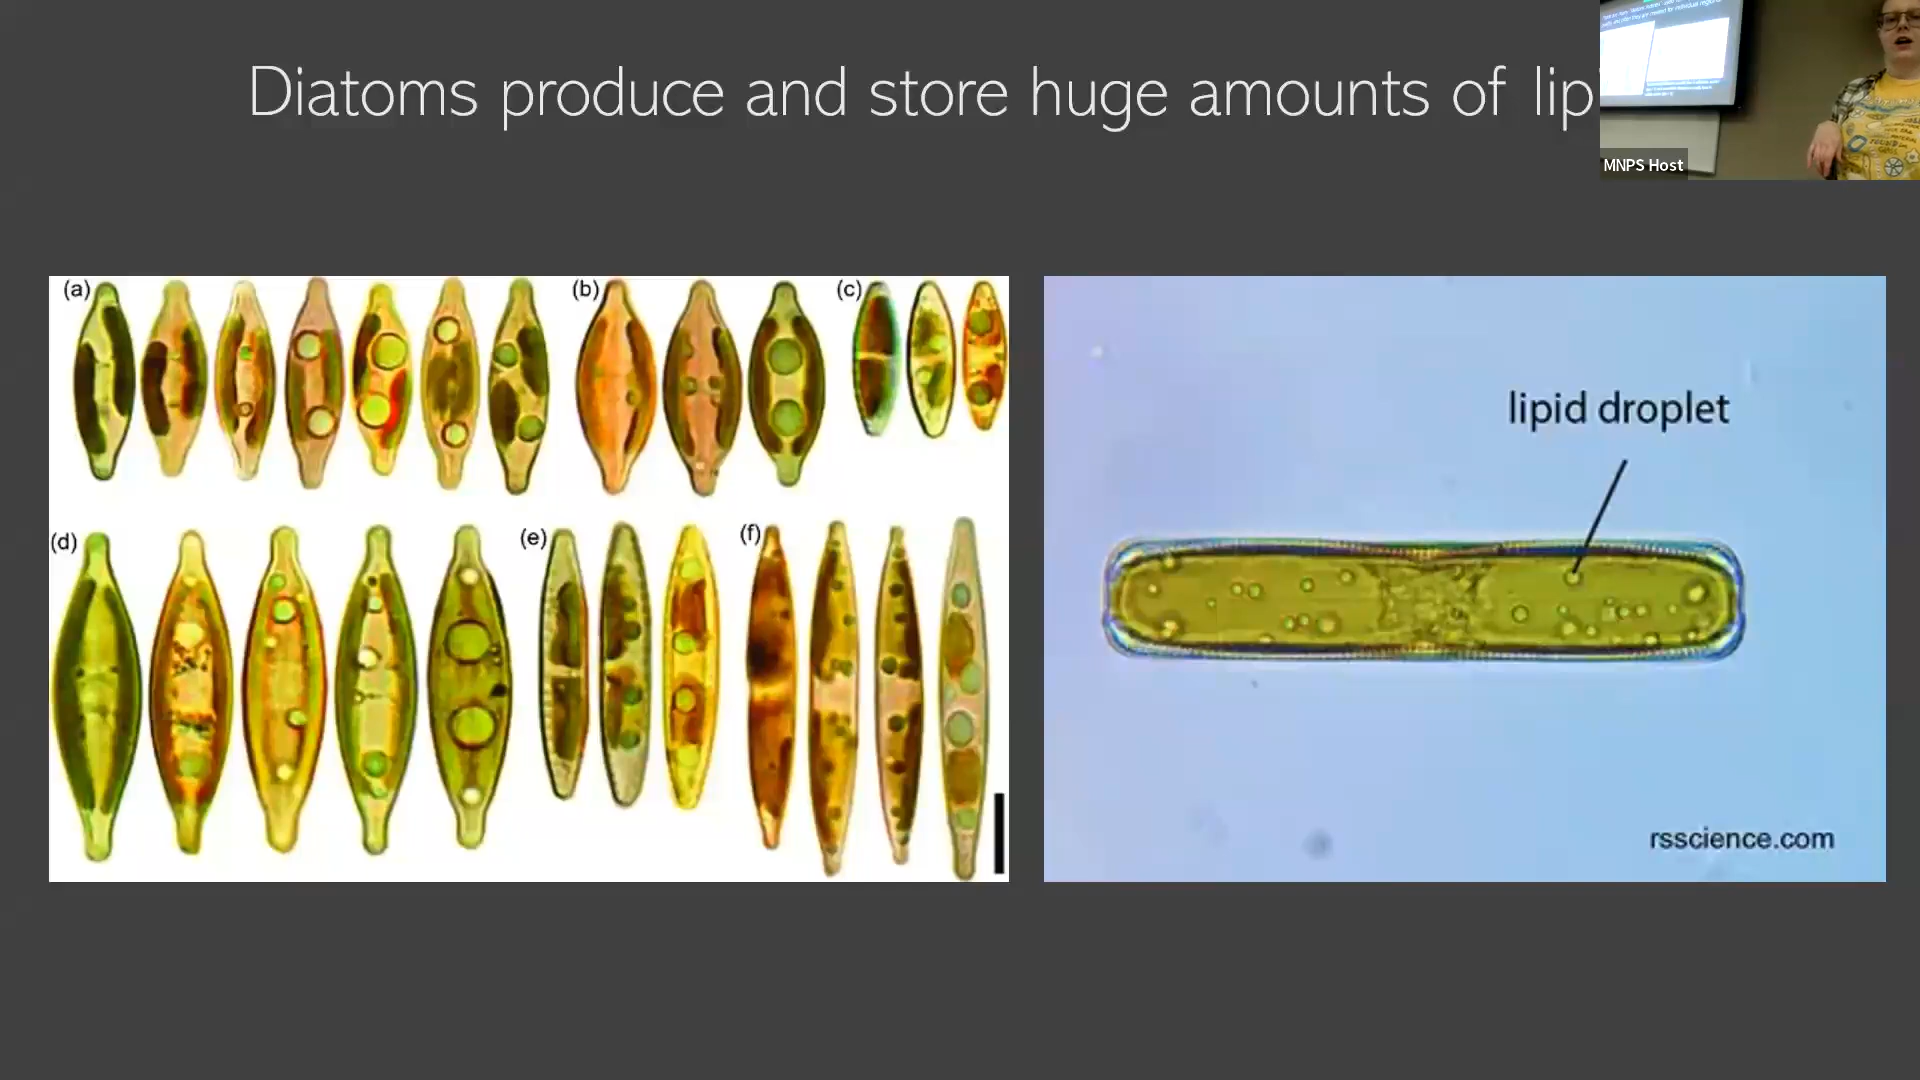 Diatoms produce and store huge amounts of lip
MNPS Host
(a)
(b)
(c)
lipid droplet
(d)
(e)
(f)
rsscience.com